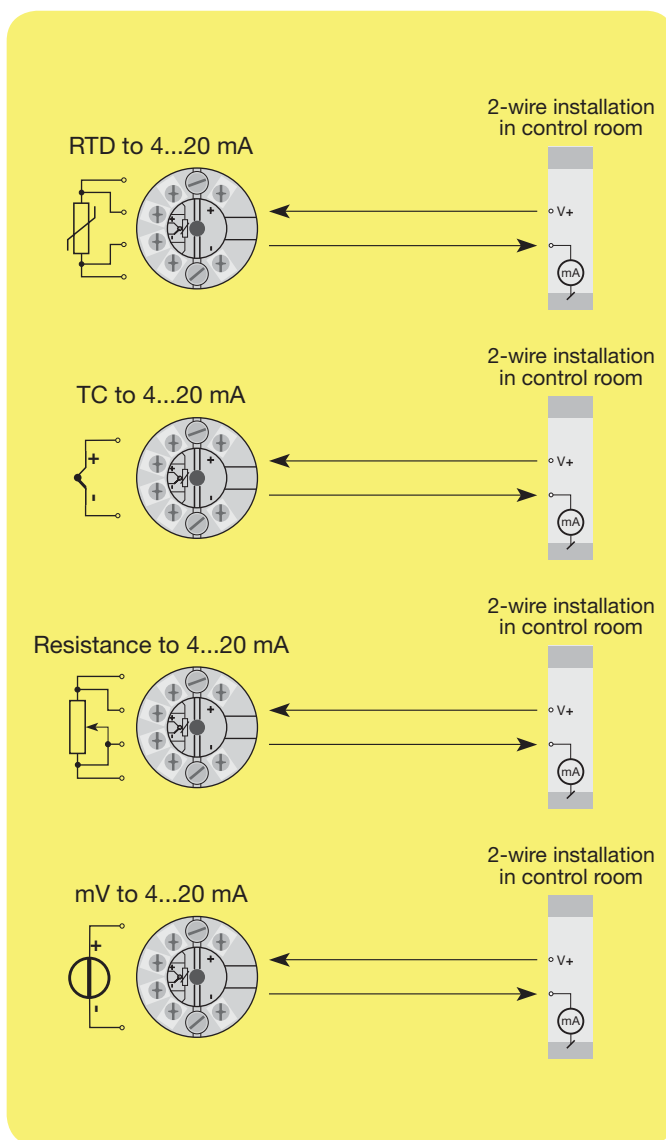 2-wire installation
in control room
RTD to 4...20 mA
+
-
+
-
V+
mA
2-wire installation
in control room
TC to 4...20 mA
+
-
+
-
+
-
V+
mA
2-wire installation
in control room
Resistance to 4...20 mA
+
-
+
-
V+
mA
2-wire installation
in control room
mV to 4...20 mA
+
-
+
-
+
-
V+
mA